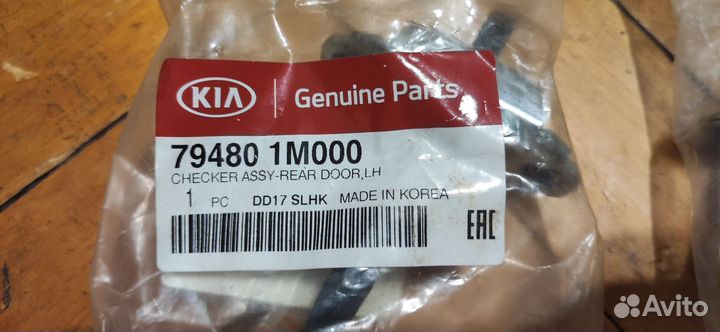 KIA Genuine Parts
79480 1M000
CHECKER ASSY-REAR DOOR,LH
1 PC DD17 SLHK MADE IN KOREA
EAC
Avito